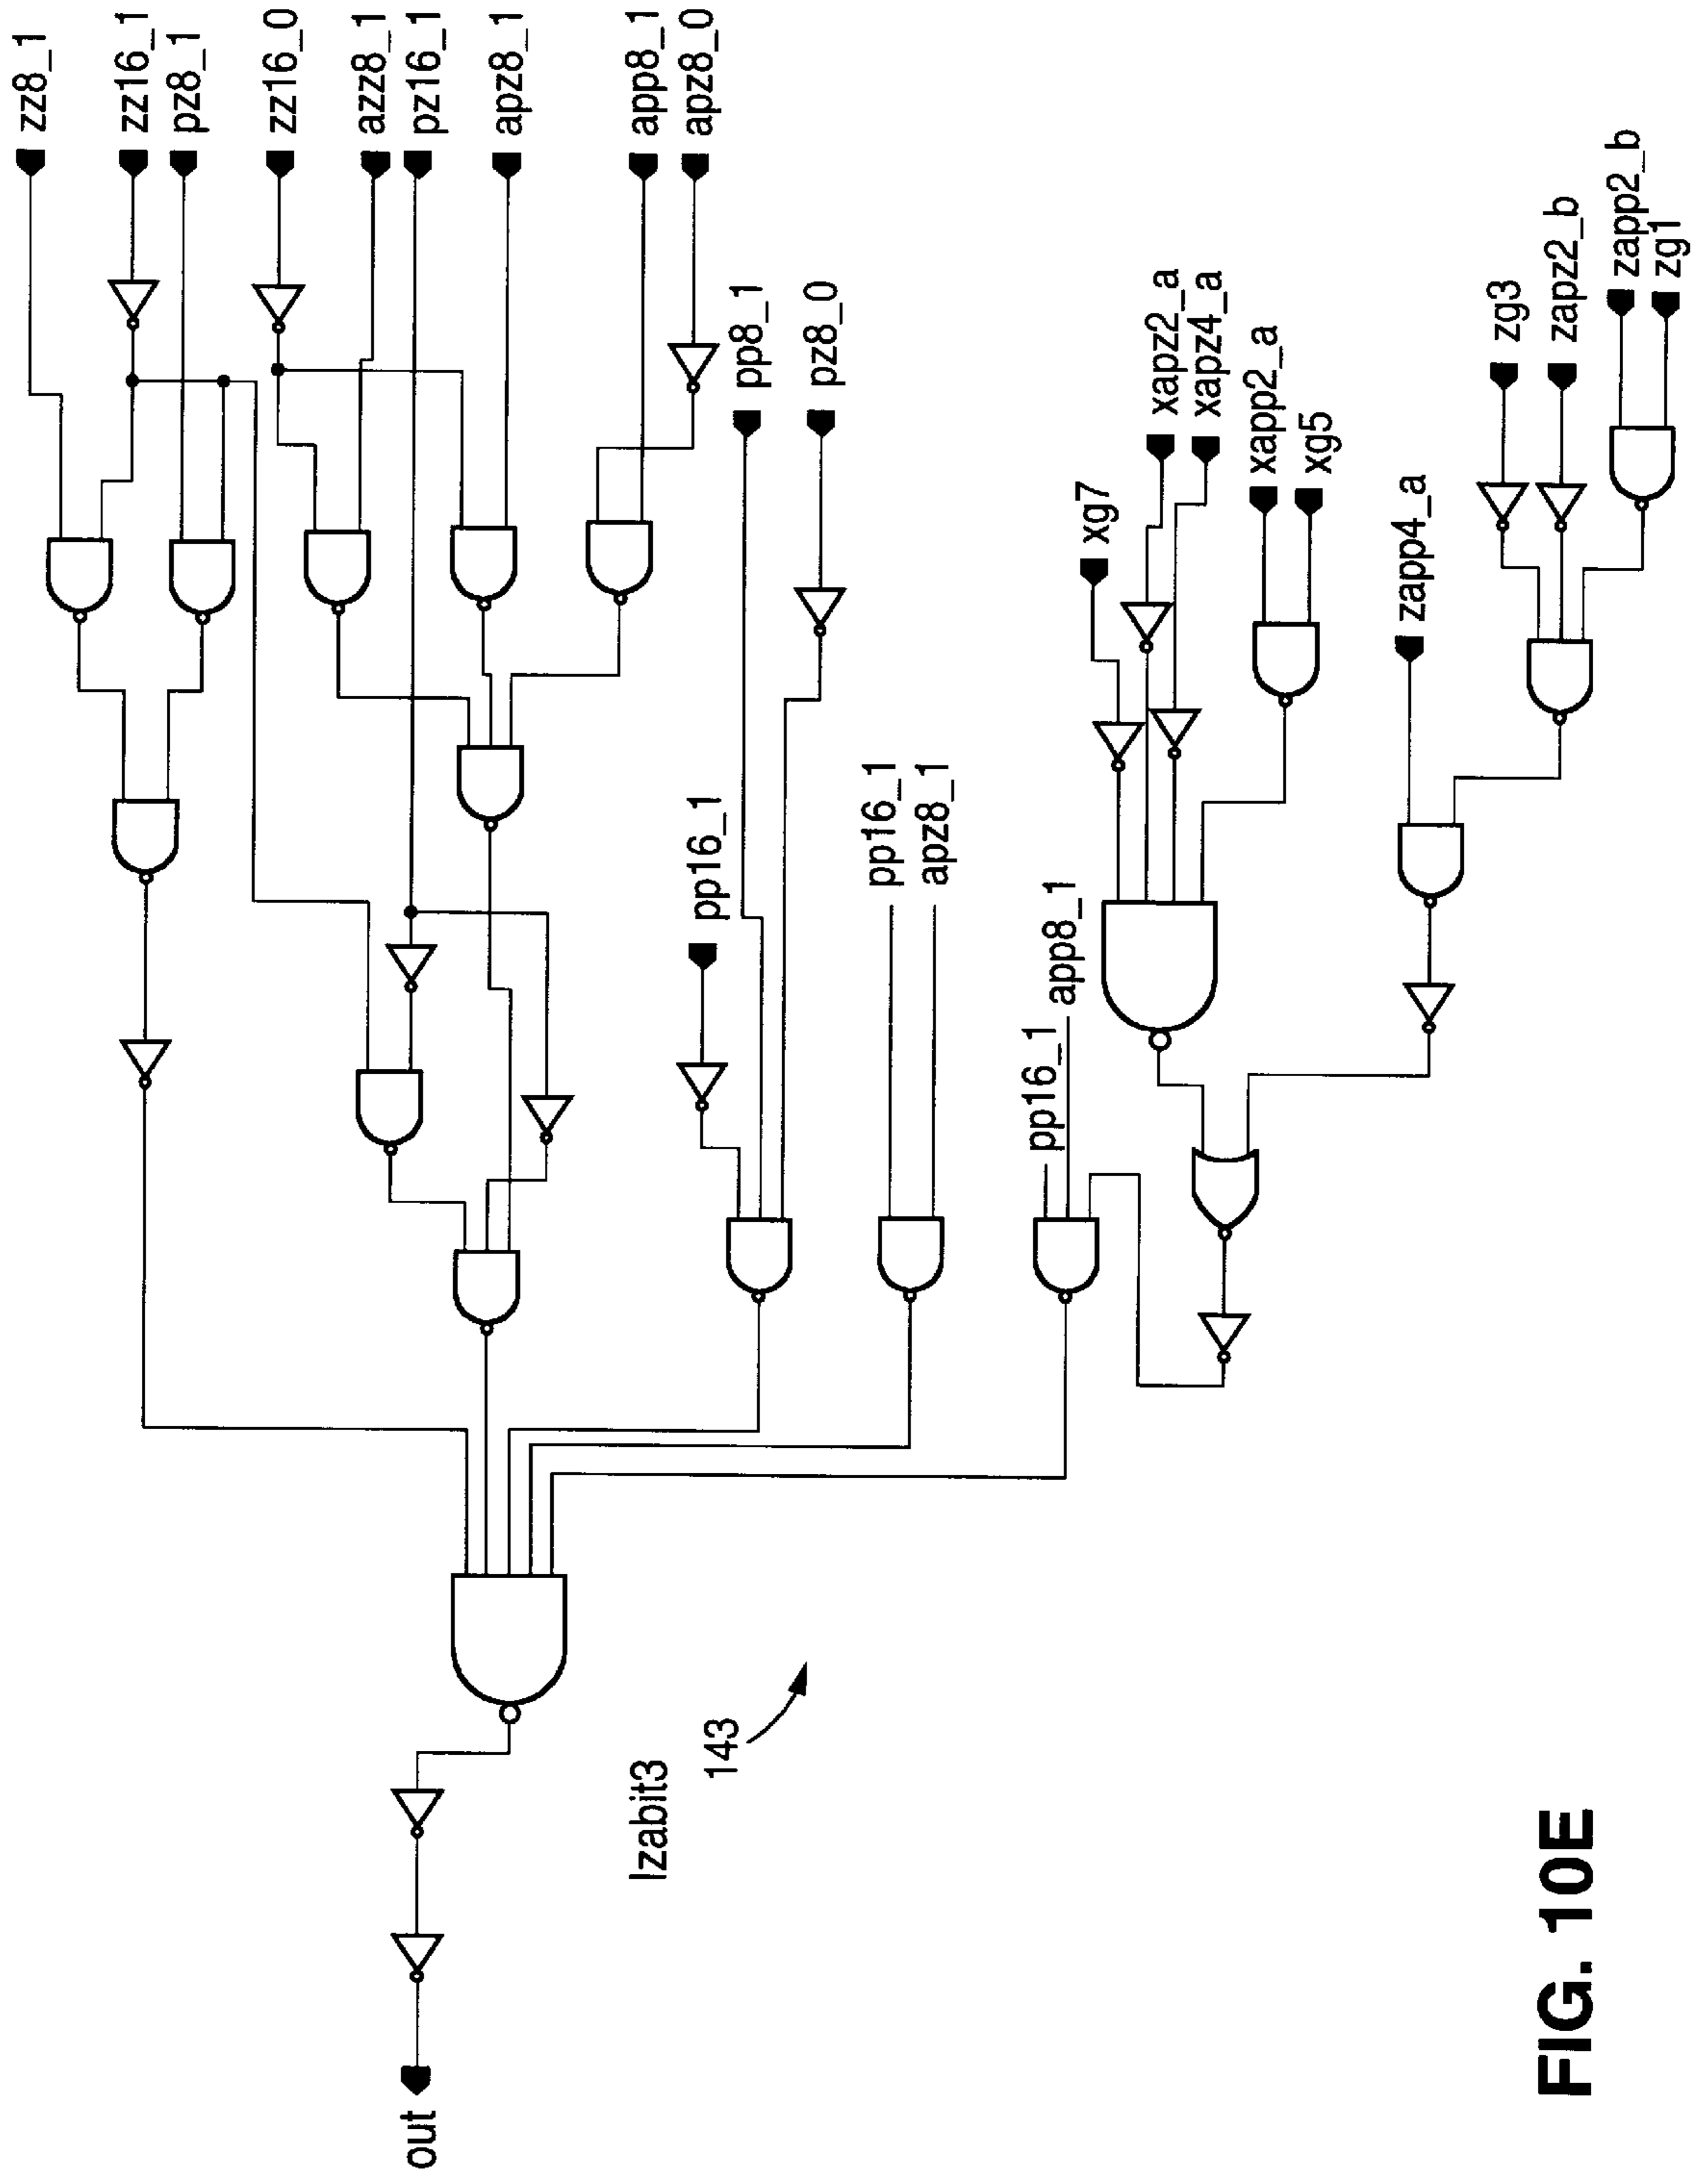 zz8_1
zz16_1
pz8_1
zz16_0
azz8_1
pz16_1
apz8_1
app8_1
apz8_0
pp8_1
pz8_0
pp16_1
pp16_1
apz8_1
pp16_1
app8_1
xg7
xapz2_a
xapz4_a
xapp2_a
xg5
zapp4_a
zg3
zapz2_b
zapp2_b
zg1
out
lzabit3
143
FIG. 10E